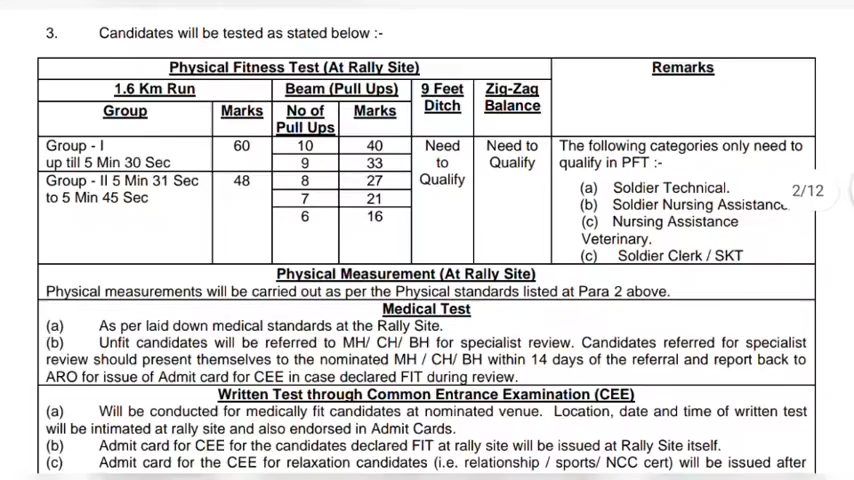 3. Candidates will be tested as stated below :-
Physical Fitness Test (At Rally Site)
Remarks
1.6 Km Run
Beam (Pull Ups)
9 Feet Ditch
Zig-Zag Balance
Group
Marks
No of Pull Ups
Marks
Group - I
up till 5 Min 30 Sec
60
10
40
9
33
Group - II 5 Min 31 Sec
to 5 Min 45 Sec
48
8
27
7
21
6
16
Need to Qualify
Need to Qualify
The following categories only need to
qualify in PFT :-
(a) Soldier Technical.
(b) Soldier Nursing Assistance
(c) Nursing Assistance
Veterinary.
(c) Soldier Clerk / SKT
2/12
Physical Measurement (At Rally Site)
Physical measurements will be carried out as per the Physical standards listed at Para 2 above.
Medical Test
(a) As per laid down medical standards at the Rally Site.
(b) Unfit candidates will be referred to MH/ CH/ BH for specialist review. Candidates referred for specialist
review should present themselves to the nominated MH / CH/ BH within 14 days of the referral and report back to
ARO for issue of Admit card for CEE in case declared FIT during review.
Written Test through Common Entrance Examination (CEE)
(a) Will be conducted for medically fit candidates at nominated venue. Location, date and time of written test
will be intimated at rally site and also endorsed in Admit Cards.
(b) Admit card for CEE for the candidates declared FIT at rally site will be issued at Rally Site itself.
(c) Admit card for the CEE for relaxation candidates (i.e. relationship / sports/ NCC cert) will be issued after